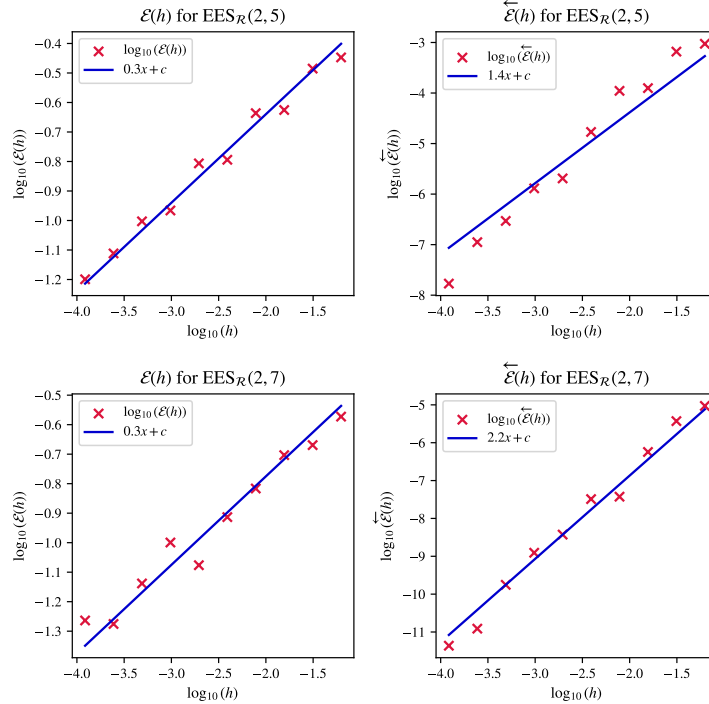 ℰ(h) for EES_ℛ(2, 5)
log₁₀(ℰ(h))
0.3x + c
log₁₀(ℰ(h))
−0.4
−0.5
−0.6
−0.7
−0.8
−0.9
−1.0
−1.1
−1.2
−4.0 −3.5 −3.0 −2.5 −2.0 −1.5
log₁₀(h)
ℰ⃖(h) for EES_ℛ(2, 5)
log₁₀(ℰ⃖(h))
1.4x + c
log₁₀(ℰ⃖(h))
−3
−4
−5
−6
−7
−8
−4.0 −3.5 −3.0 −2.5 −2.0 −1.5
log₁₀(h)
ℰ(h) for EES_ℛ(2, 7)
log₁₀(ℰ(h))
0.3x + c
log₁₀(ℰ(h))
−0.5
−0.6
−0.7
−0.8
−0.9
−1.0
−1.1
−1.2
−1.3
−4.0 −3.5 −3.0 −2.5 −2.0 −1.5
log₁₀(h)
ℰ⃖(h) for EES_ℛ(2, 7)
log₁₀(ℰ⃖(h))
2.2x + c
log₁₀(ℰ⃖(h))
−5
−6
−7
−8
−9
−10
−11
−4.0 −3.5 −3.0 −2.5 −2.0 −1.5
log₁₀(h)